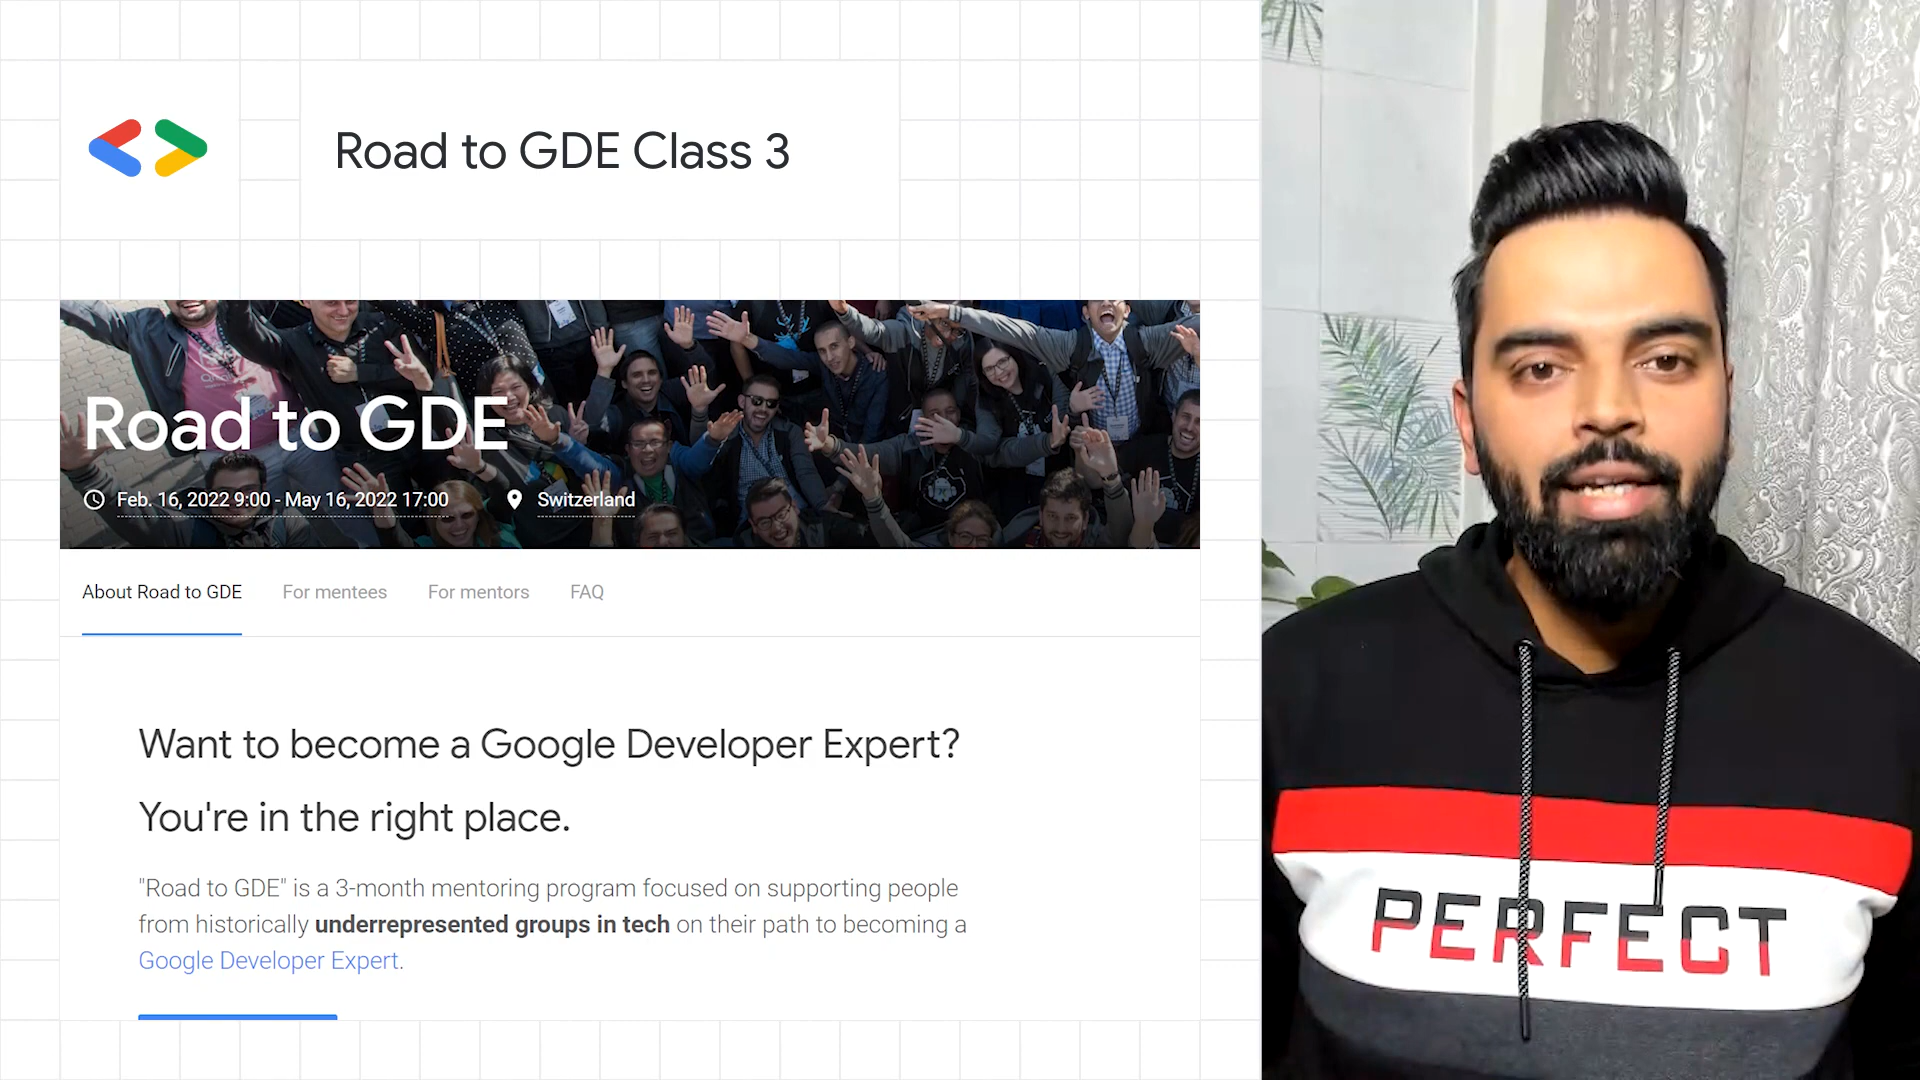 Road to GDE Class 3
Road to GDE
Feb. 16, 2022 9:00 - May 16, 2022 17:00
Switzerland
About Road to GDE
For mentees
For mentors
FAQ
Want to become a Google Developer Expert?
You're in the right place.
"Road to GDE" is a 3-month mentoring program focused on supporting people
from historically underrepresented groups in tech on their path to becoming a
Google Developer Expert.
PERFECT